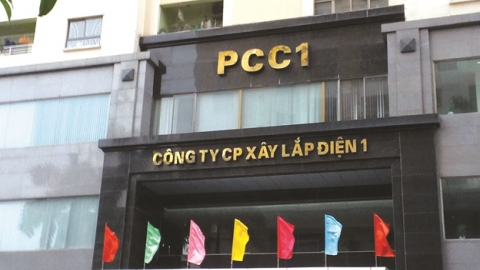 PCC1
CÔNG TY CP XÂY LẮP ĐIỆN 1